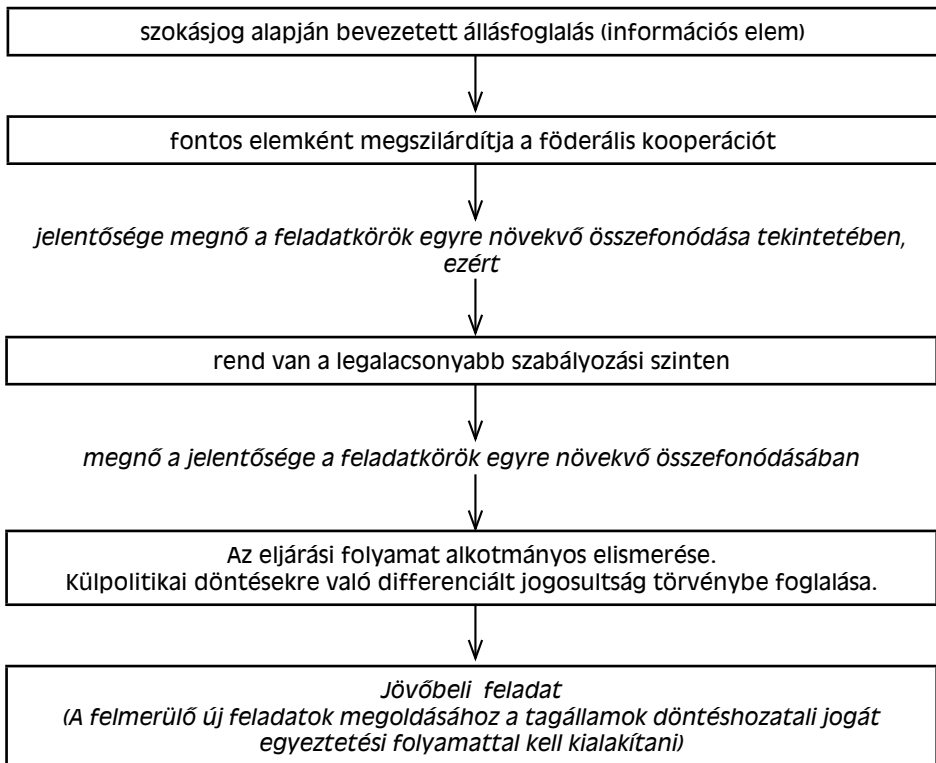 szokásjog alapján bevezetett állásfoglalás (információs elem)
fontos elemként megszilárdítja a föderális kooperációt
jelentősége megnő a feladatkörök egyre növekvő összefonódása tekintetében,
ezért
rend van a legalacsonyabb szabályozási szinten
megnő a jelentősége a feladatkörök egyre növekvő összefonódásában
Az eljárási folyamat alkotmányos elismerése.
Külpolitikai döntésekre való differenciált jogosultság törvénybe foglalása.
Jövőbeli feladat
(A felmerülő új feladatok megoldásához a tagállamok döntéshozatali jogát
egyeztetési folyamattal kell kialakítani)